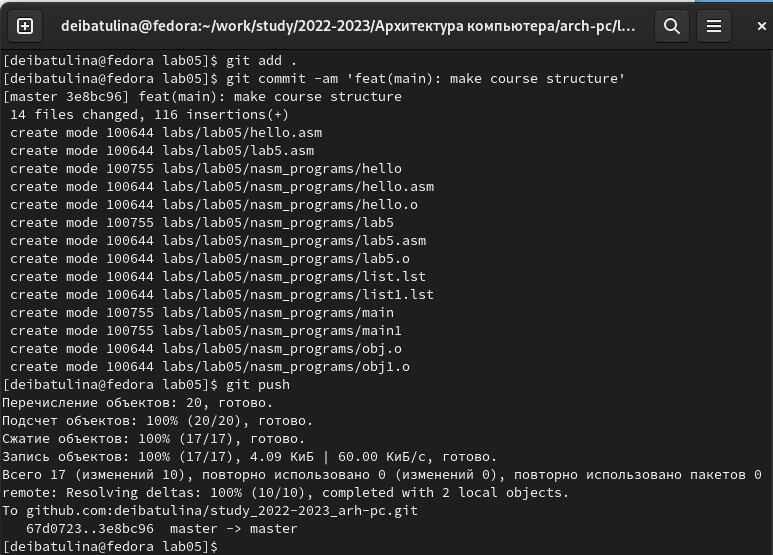 deibatulina@fedora:~/work/study/2022-2023/Архитектура компьютера/arch-pc/l...
[deibatulina@fedora lab05]$ git add .
[deibatulina@fedora lab05]$ git commit -am 'feat(main): make course structure'
[master 3e8bc96] feat(main): make course structure
 14 files changed, 116 insertions(+)
 create mode 100644 labs/lab05/hello.asm
 create mode 100644 labs/lab05/lab5.asm
 create mode 100755 labs/lab05/nasm_programs/hello
 create mode 100644 labs/lab05/nasm_programs/hello.asm
 create mode 100644 labs/lab05/nasm_programs/hello.o
 create mode 100755 labs/lab05/nasm_programs/lab5
 create mode 100644 labs/lab05/nasm_programs/lab5.asm
 create mode 100644 labs/lab05/nasm_programs/lab5.o
 create mode 100644 labs/lab05/nasm_programs/list.lst
 create mode 100644 labs/lab05/nasm_programs/list1.lst
 create mode 100755 labs/lab05/nasm_programs/main
 create mode 100755 labs/lab05/nasm_programs/main1
 create mode 100644 labs/lab05/nasm_programs/obj.o
 create mode 100644 labs/lab05/nasm_programs/obj1.o
[deibatulina@fedora lab05]$ git push
Перечисление объектов: 20, готово.
Подсчет объектов: 100% (20/20), готово.
Сжатие объектов: 100% (17/17), готово.
Запись объектов: 100% (17/17), 4.09 КиБ | 60.00 КиБ/с, готово.
Всего 17 (изменений 10), повторно использовано 0 (изменений 0), повторно использовано пакетов 0
remote: Resolving deltas: 100% (10/10), completed with 2 local objects.
To github.com:deibatulina/study_2022-2023_arh-pc.git
   67d0723..3e8bc96  master -> master
[deibatulina@fedora lab05]$